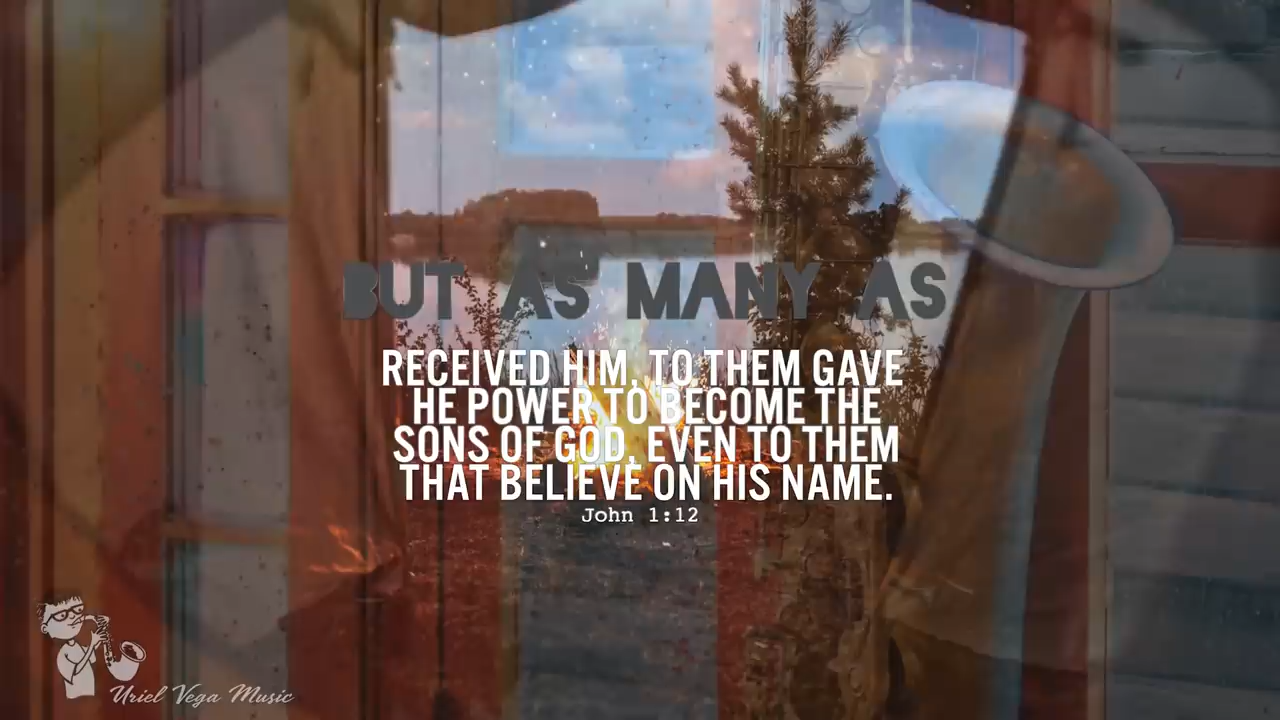 BUT AS MANY AS
RECEIVED HIM, TO THEM GAVE
HE POWER TO BECOME THE
SONS OF GOD, EVEN TO THEM
THAT BELIEVE ON HIS NAME.
John 1:12
Uriel Vega Music